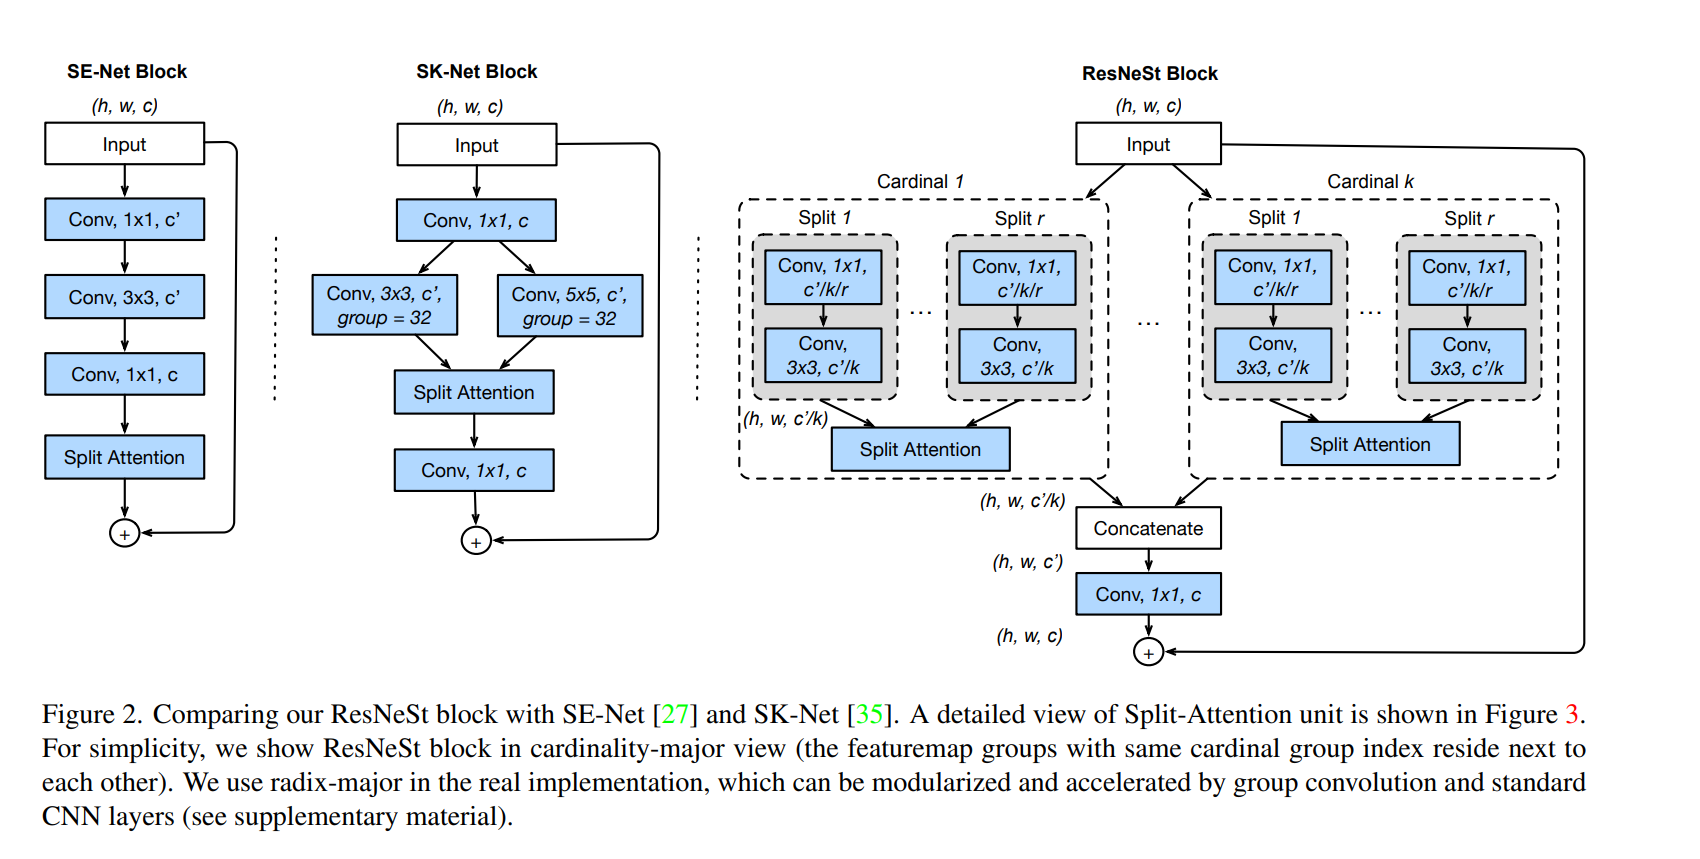 SE-Net Block
(h, w, c)
Input
Conv, 1x1, c’
Conv, 3x3, c’
Conv, 1x1, c
Split Attention
+
SK-Net Block
(h, w, c)
Input
Conv, 1x1, c
Conv, 3x3, c’,
group = 32
Conv, 5x5, c’,
group = 32
Split Attention
Conv, 1x1, c
+
ResNeSt Block
(h, w, c)
Input
Cardinal 1
Split 1
Conv, 1x1,
c’/k/r
Conv,
3x3, c’/k
...
Split r
Conv, 1x1,
c’/k/r
Conv,
3x3, c’/k
(h, w, c’/k)
Split Attention
...
Cardinal k
Split 1
Conv, 1x1,
c’/k/r
Conv,
3x3, c’/k
...
Split r
Conv, 1x1,
c’/k/r
Conv,
3x3, c’/k
Split Attention
(h, w, c’/k)
Concatenate
(h, w, c’)
Conv, 1x1, c
(h, w, c)
+
Figure 2. Comparing our ResNeSt block with SE-Net [27] and SK-Net [35]. A detailed view of Split-Attention unit is shown in Figure 3.
For simplicity, we show ResNeSt block in cardinality-major view (the featuremap groups with same cardinal group index reside next to
each other). We use radix-major in the real implementation, which can be modularized and accelerated by group convolution and standard
CNN layers (see supplementary material).